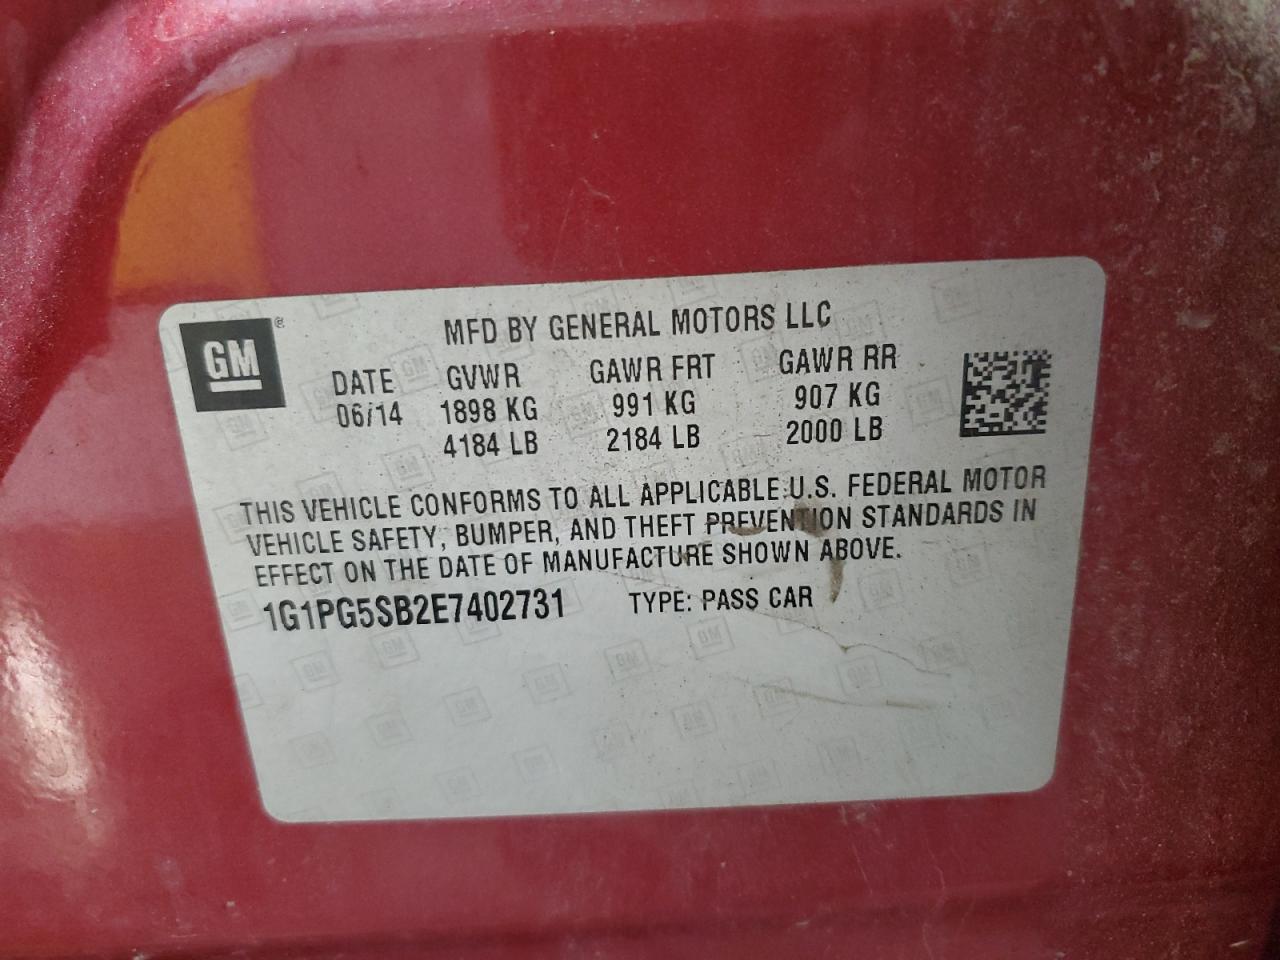 GM ®
MFD BY GENERAL MOTORS LLC
DATE GVWR GAWR FRT GAWR RR
06/14 1898 KG 991 KG 907 KG
4184 LB 2184 LB 2000 LB
THIS VEHICLE CONFORMS TO ALL APPLICABLE U.S. FEDERAL MOTOR
VEHICLE SAFETY, BUMPER, AND THEFT PREVENTION STANDARDS IN
EFFECT ON THE DATE OF MANUFACTURE SHOWN ABOVE.
1G1PG5SB2E7402731 TYPE: PASS CAR